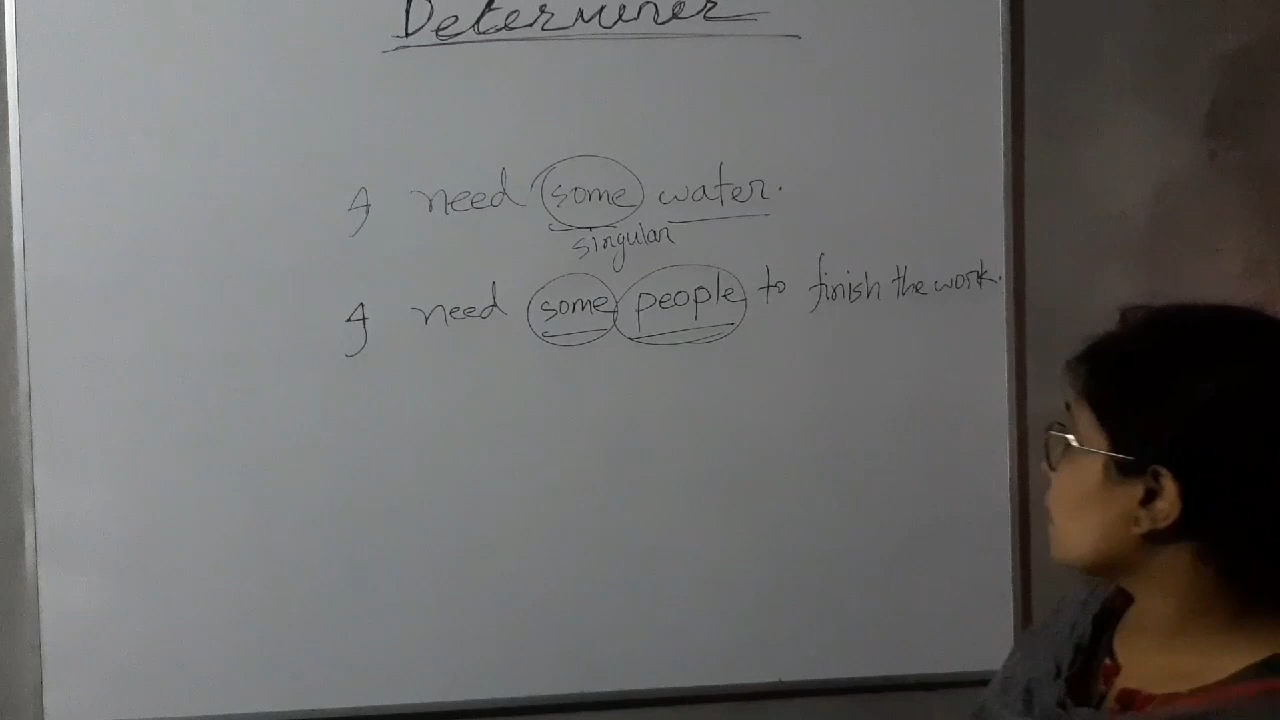 Determiner
I need some water.
singular
I need some people to finish the work.